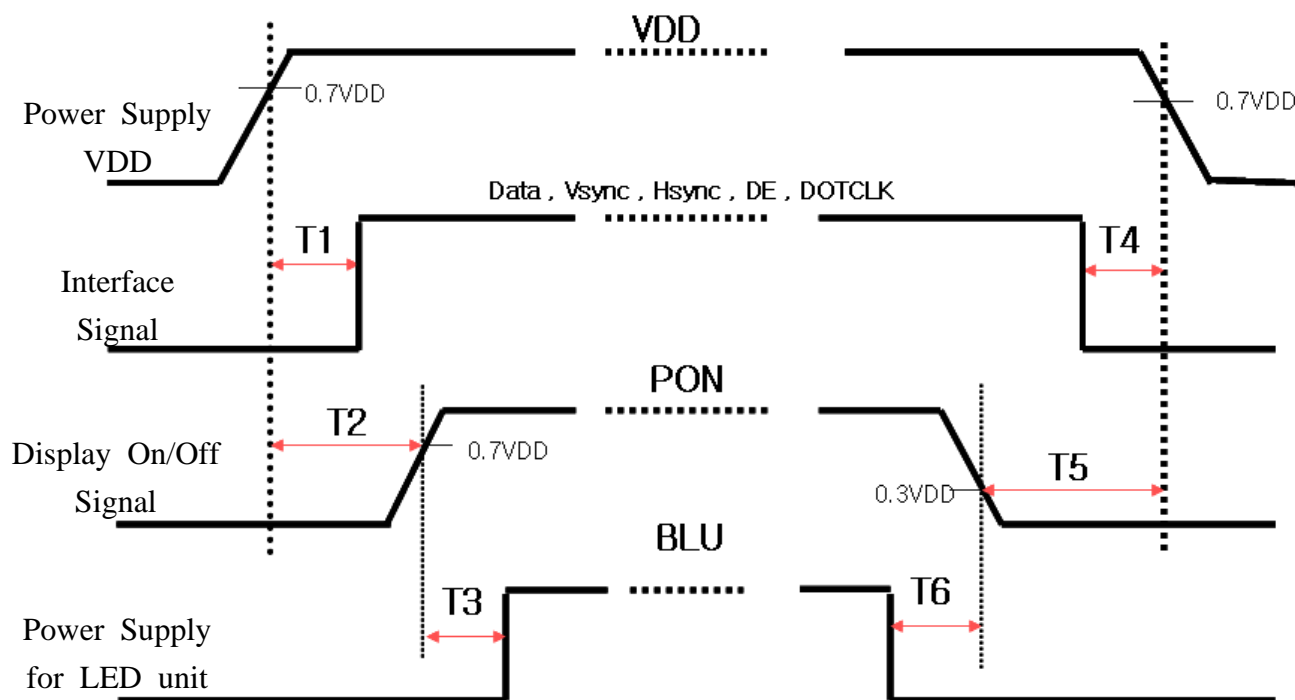 VDD
0.7VDD
0.7VDD
Power Supply
VDD
Data , Vsync , Hsync , DE , DOTCLK
T1
T4
Interface
Signal
PON
T2
0.7VDD
Display On/Off
Signal
0.3VDD
T5
BLU
T3
T6
Power Supply
for LED unit